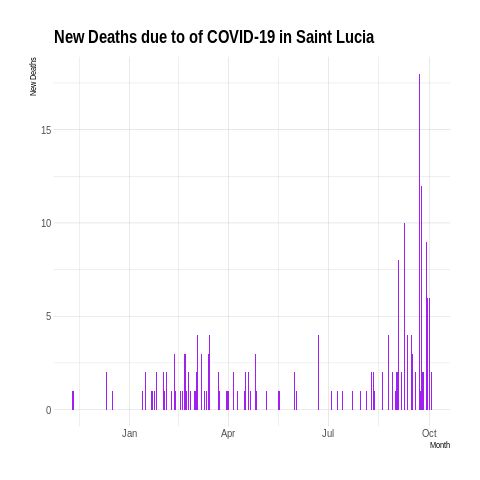 New Deaths due to of COVID-19 in Saint Lucia
New Deaths
15
10
5
0
Jan Apr Jul Oct
Month